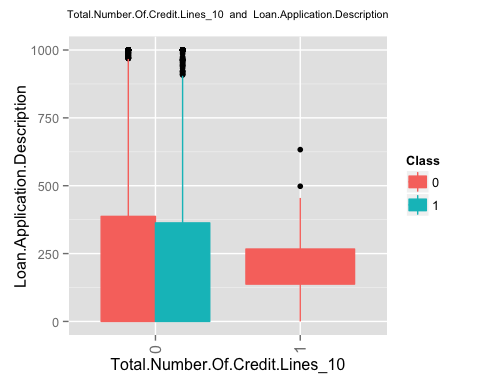 Total.Number.Of.Credit.Lines_10 and Loan.Application.Description
1000
750
500
250
0
Loan.Application.Description
0
1
Total.Number.Of.Credit.Lines_10
Class
0
1